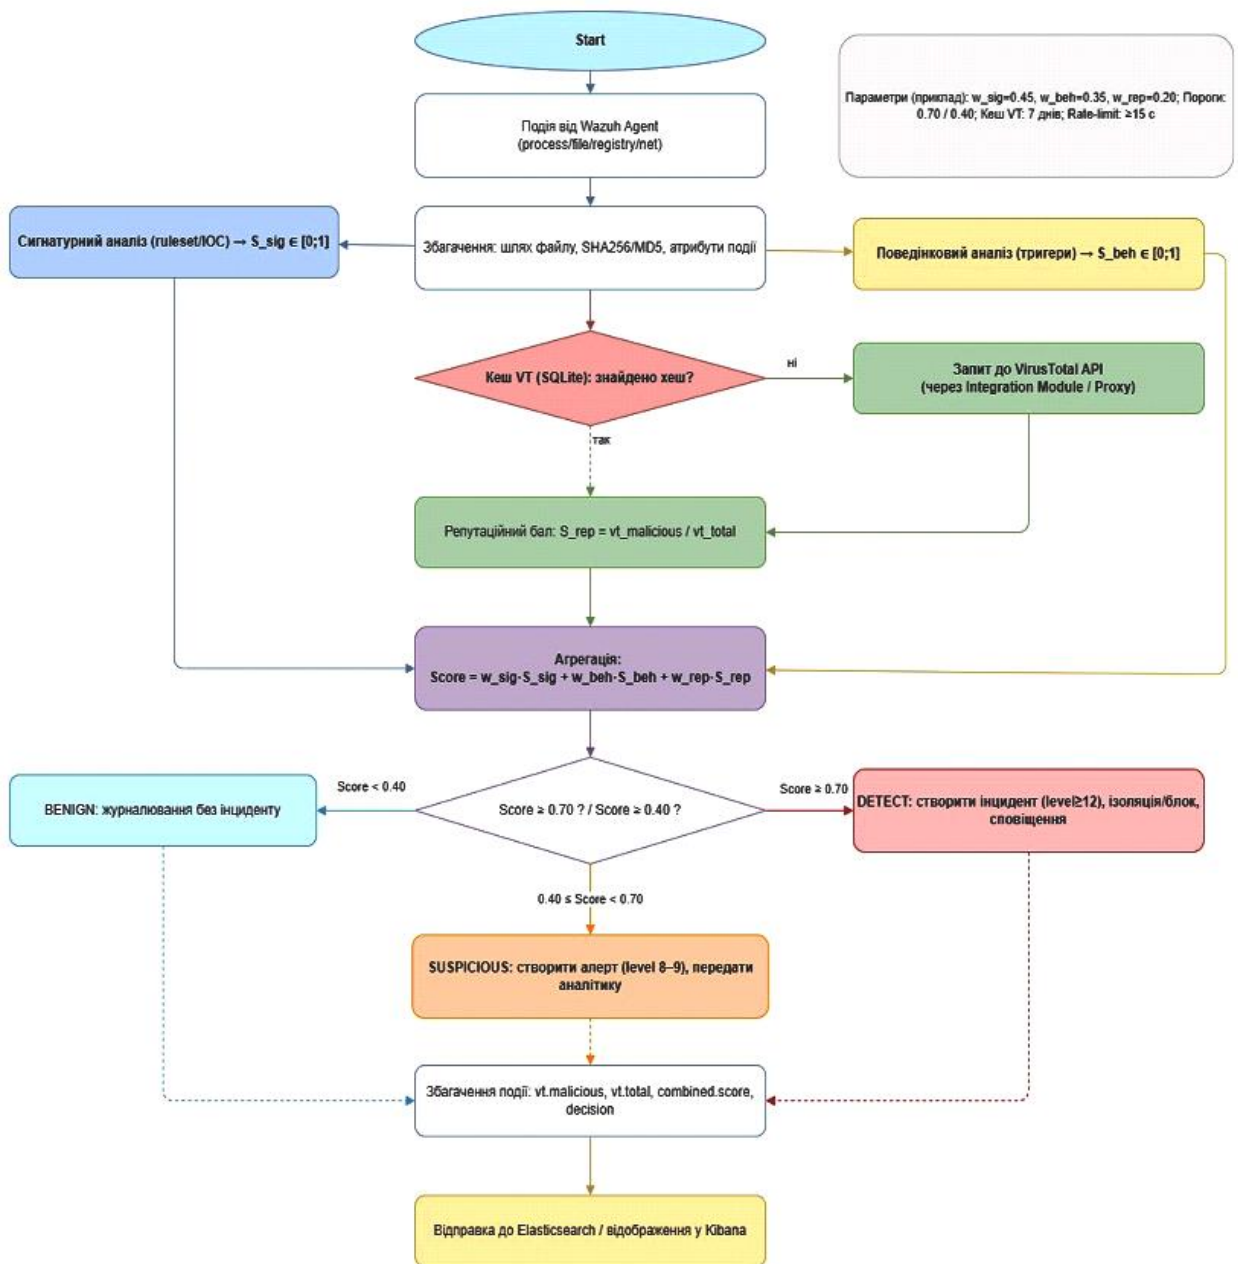 Start
Параметри (приклад): w_sig=0.45, w_beh=0.35, w_rep=0.20; Пороги:
0.70 / 0.40; Кеш VT: 7 днів; Rate-limit: ≥15 с
Подія від Wazuh Agent
(process/file/registry/net)
Сигнатурний аналіз (ruleset/IOC) → S_sig ∈ [0;1]
Збагачення: шлях файлу, SHA256/MD5, атрибути події
Поведінковий аналіз (тригери) → S_beh ∈ [0;1]
Кеш VT (SQLite): знайдено хеш?
ні
Запит до VirusTotal API
(через Integration Module / Proxy)
так
Репутаційний бал: S_rep = vt_malicious / vt_total
Агрегація:
Score = w_sig·S_sig + w_beh·S_beh + w_rep·S_rep
Score < 0.40
Score ≥ 0.70
BENIGN: журналювання без інциденту
Score ≥ 0.70 ? / Score ≥ 0.40 ?
DETECT: створити інцидент (level≥12), ізоляція/блок,
сповіщення
0.40 ≤ Score < 0.70
SUSPICIOUS: створити алерт (level 8–9), передати
аналітику
Збагачення події: vt.malicious, vt.total, combined.score,
decision
Відправка до Elasticsearch / відображення у Kibana